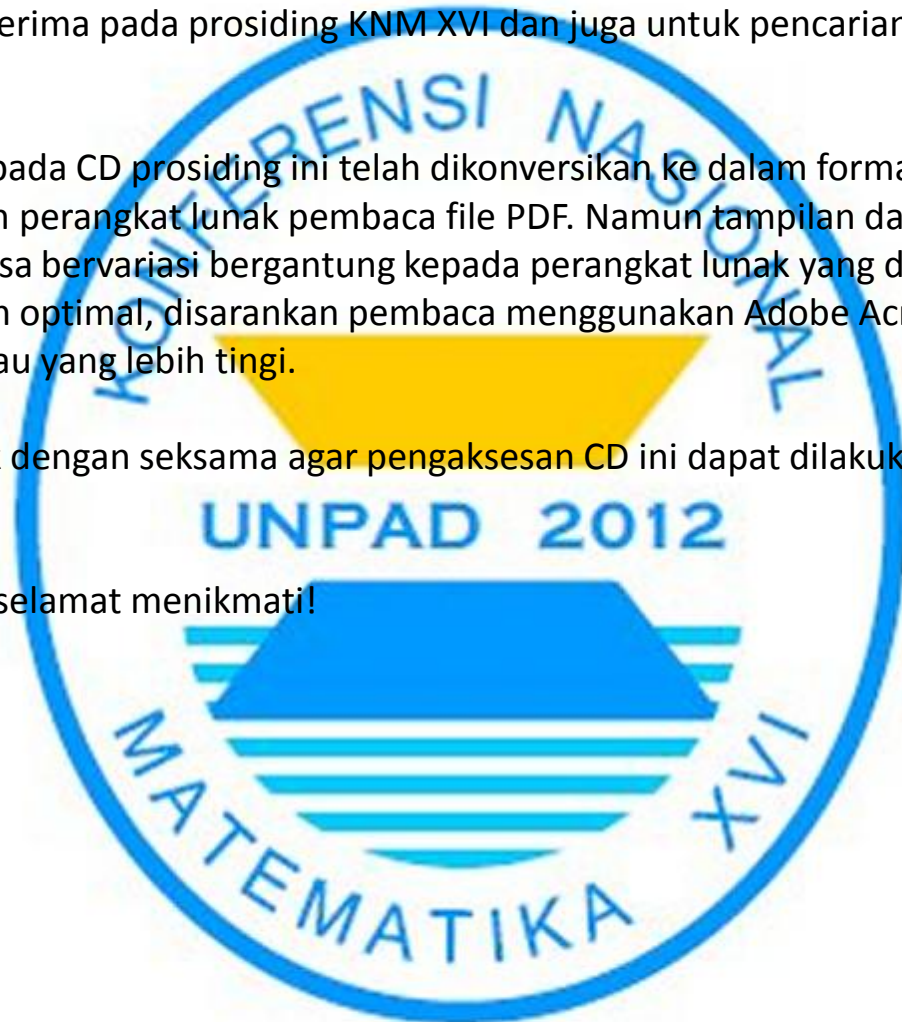 erima pada prosiding KNM XVI dan juga untuk pencarian
pada CD prosiding ini telah dikonversikan ke dalam forma
n perangkat lunak pembaca file PDF. Namun tampilan da
sa bervariasi bergantung kepada perangkat lunak yang d
n optimal, disarankan pembaca menggunakan Adobe Acr
au yang lebih tingi.
dengan seksama agar pengaksesan CD ini dapat dilakuk
selamat menikmati!
KONFERENSI NASIONAL
UNPAD 2012
MATEMATIKA XVI